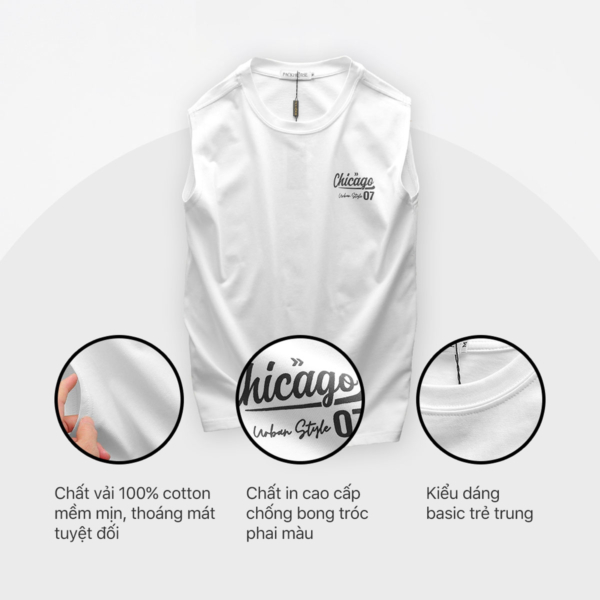 Chicago
Urban Style 07
Chicago
Urban Style 07
Chất vải 100% cotton
mềm mịn, thoáng mát
tuyệt đối
Chất in cao cấp
chống bong tróc
phai màu
Kiểu dáng
basic trẻ trung